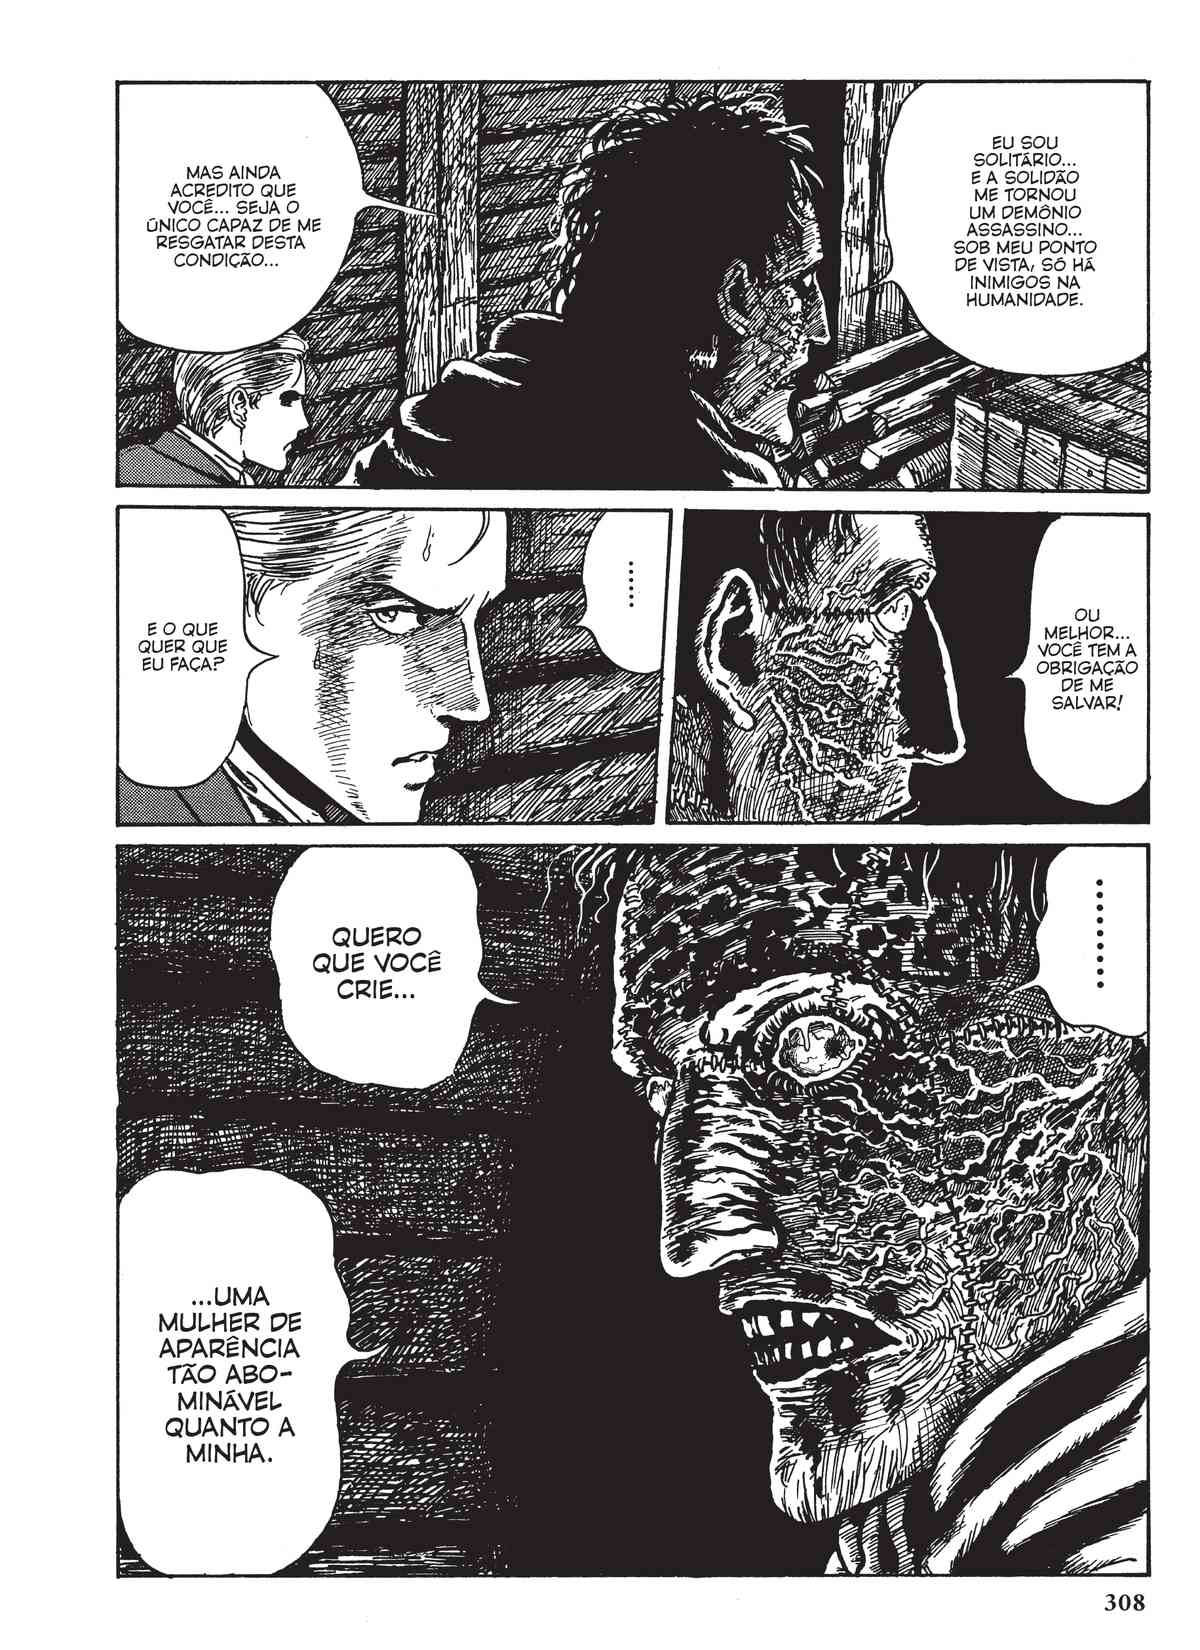 EU SOU
SOLITÁRIO...
E A SOLIDÃO
ME TORNOU
UM DEMÔNIO
ASSASSINO...
SOB MEU PONTO
DE VISTA, SÓ HÁ
INIMIGOS NA
HUMANIDADE.
MAS AINDA
ACREDITO QUE
VOCÊ... SEJA O
ÚNICO CAPAZ DE ME
RESGATAR DESTA
CONDIÇÃO...
OU
MELHOR...
VOCÊ TEM A
OBRIGAÇÃO
DE ME
SALVAR!
.......
E O QUE
QUER QUE
EU FAÇA?
.........
QUERO
QUE VOCÊ
CRIE...
...UMA
MULHER DE
APARÊNCIA
TÃO ABO-
MINÁVEL
QUANTO A
MINHA.
308